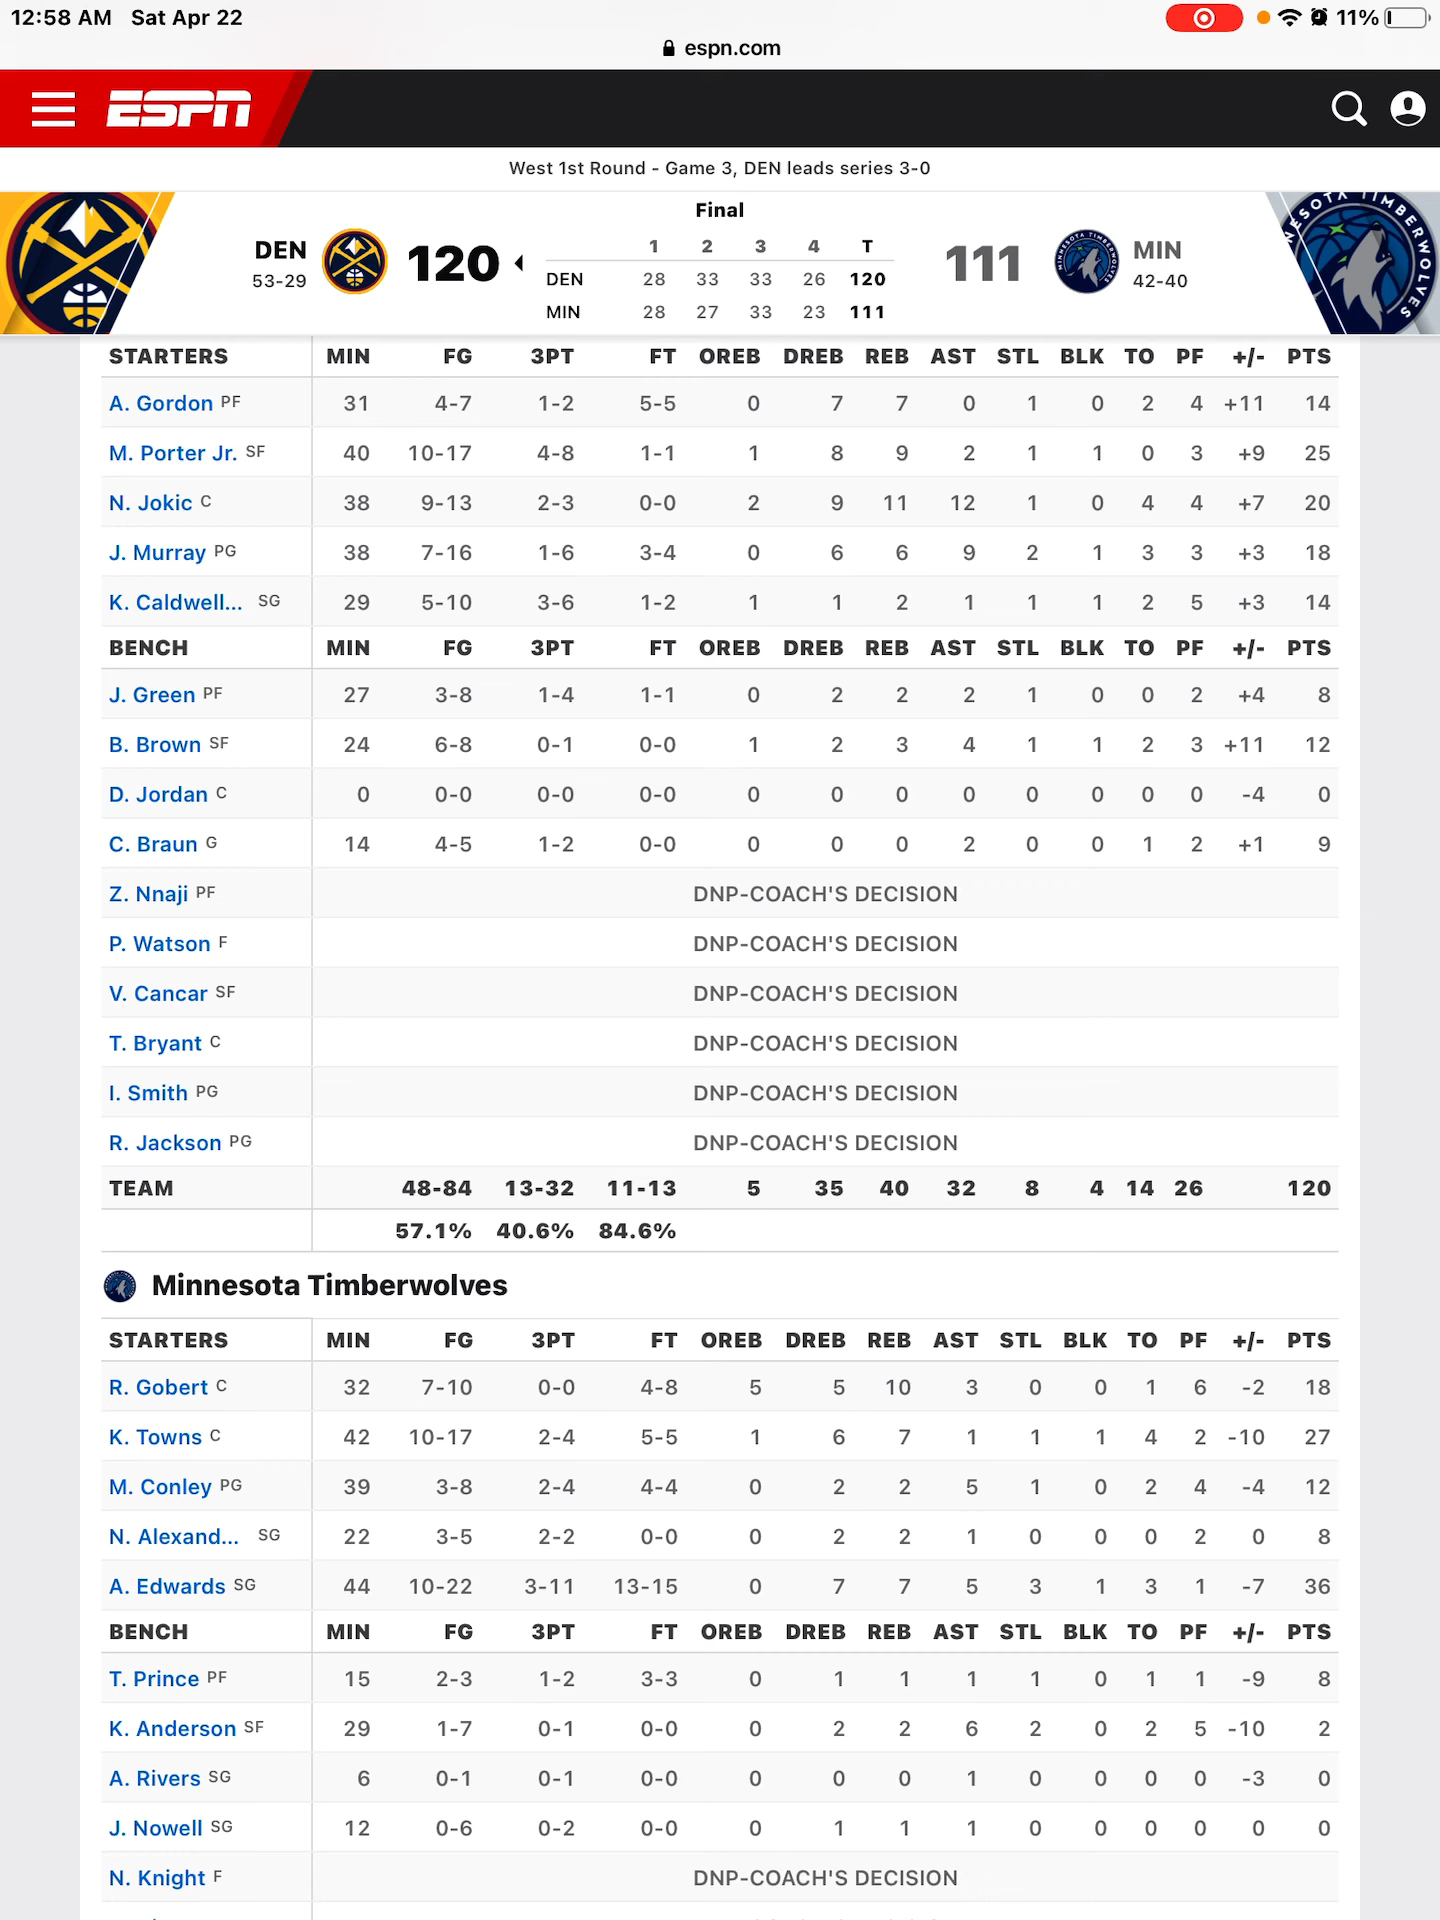 12:58 AM Sat Apr 22 11%
espn.com
ESPN
West 1st Round - Game 3, DEN leads series 3-0
Final
1 2 3 4 T
DEN 53-29 120 DEN 28 33 33 26 120
MIN 28 27 33 23 111
111 MIN 42-40
STARTERS MIN FG 3PT FT OREB DREB REB AST STL BLK TO PF +/- PTS
A. Gordon PF 31 4-7 1-2 5-5 0 7 7 0 1 0 2 4 +11 14
M. Porter Jr. SF 40 10-17 4-8 1-1 1 8 9 2 1 1 0 3 +9 25
N. Jokic C 38 9-13 2-3 0-0 2 9 11 12 1 0 4 4 +7 20
J. Murray PG 38 7-16 1-6 3-4 0 6 6 9 2 1 3 3 +3 18
K. Caldwell... SG 29 5-10 3-6 1-2 1 1 2 1 1 1 2 5 +3 14
BENCH MIN FG 3PT FT OREB DREB REB AST STL BLK TO PF +/- PTS
J. Green PF 27 3-8 1-4 1-1 0 2 2 2 1 0 0 2 +4 8
B. Brown SF 24 6-8 0-1 0-0 1 2 3 4 1 1 2 3 +11 12
D. Jordan C 0 0-0 0-0 0-0 0 0 0 0 0 0 0 0 -4 0
C. Braun G 14 4-5 1-2 0-0 0 0 0 2 0 0 1 2 +1 9
Z. Nnaji PF DNP-COACH'S DECISION
P. Watson F DNP-COACH'S DECISION
V. Cancar SF DNP-COACH'S DECISION
T. Bryant C DNP-COACH'S DECISION
I. Smith PG DNP-COACH'S DECISION
R. Jackson PG DNP-COACH'S DECISION
TEAM 48-84 13-32 11-13 5 35 40 32 8 4 14 26 120
57.1% 40.6% 84.6%
Minnesota Timberwolves
STARTERS MIN FG 3PT FT OREB DREB REB AST STL BLK TO PF +/- PTS
R. Gobert C 32 7-10 0-0 4-8 5 5 10 3 0 0 1 6 -2 18
K. Towns C 42 10-17 2-4 5-5 1 6 7 1 1 1 4 2 -10 27
M. Conley PG 39 3-8 2-4 4-4 0 2 2 5 1 0 2 4 -4 12
N. Alexand... SG 22 3-5 2-2 0-0 0 2 2 1 0 0 0 2 0 8
A. Edwards SG 44 10-22 3-11 13-15 0 7 7 5 3 1 3 1 -7 36
BENCH MIN FG 3PT FT OREB DREB REB AST STL BLK TO PF +/- PTS
T. Prince PF 15 2-3 1-2 3-3 0 1 1 1 1 0 1 1 -9 8
K. Anderson SF 29 1-7 0-1 0-0 0 2 2 6 2 0 2 5 -10 2
A. Rivers SG 6 0-1 0-1 0-0 0 0 0 1 0 0 0 0 -3 0
J. Nowell SG 12 0-6 0-2 0-0 0 1 1 1 0 0 0 0 0 0
N. Knight F DNP-COACH'S DECISION